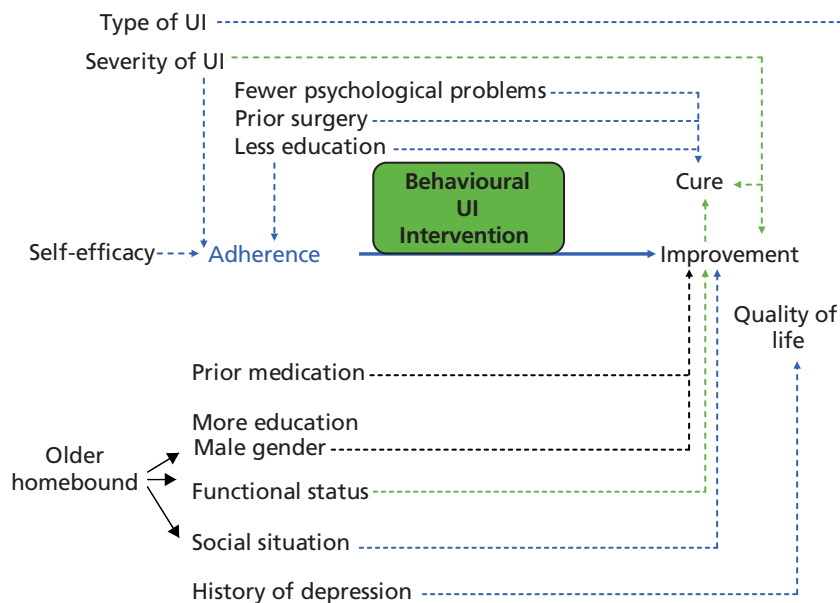 Type of UI
Severity of UI
Fewer psychological problems
Prior surgery
Less education
Behavioural
UI
Intervention
Cure
Self-efficacy
Adherence
Improvement
Quality of
life
Prior medication
More education
Male gender
Older
homebound
Functional status
Social situation
History of depression